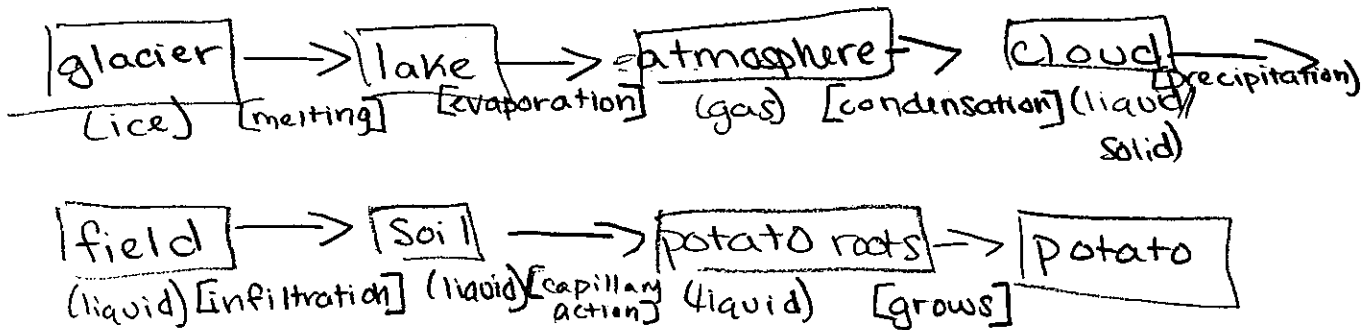 glacier lake atmosphere cloud
(ice) [melting] [evaporation] (gas) [condensation] (liquid/ [precipitation)
solid)
field soil potato roots potato
(liquid) [infiltration] (liquid) [capillary (liquid) [grows]
action]